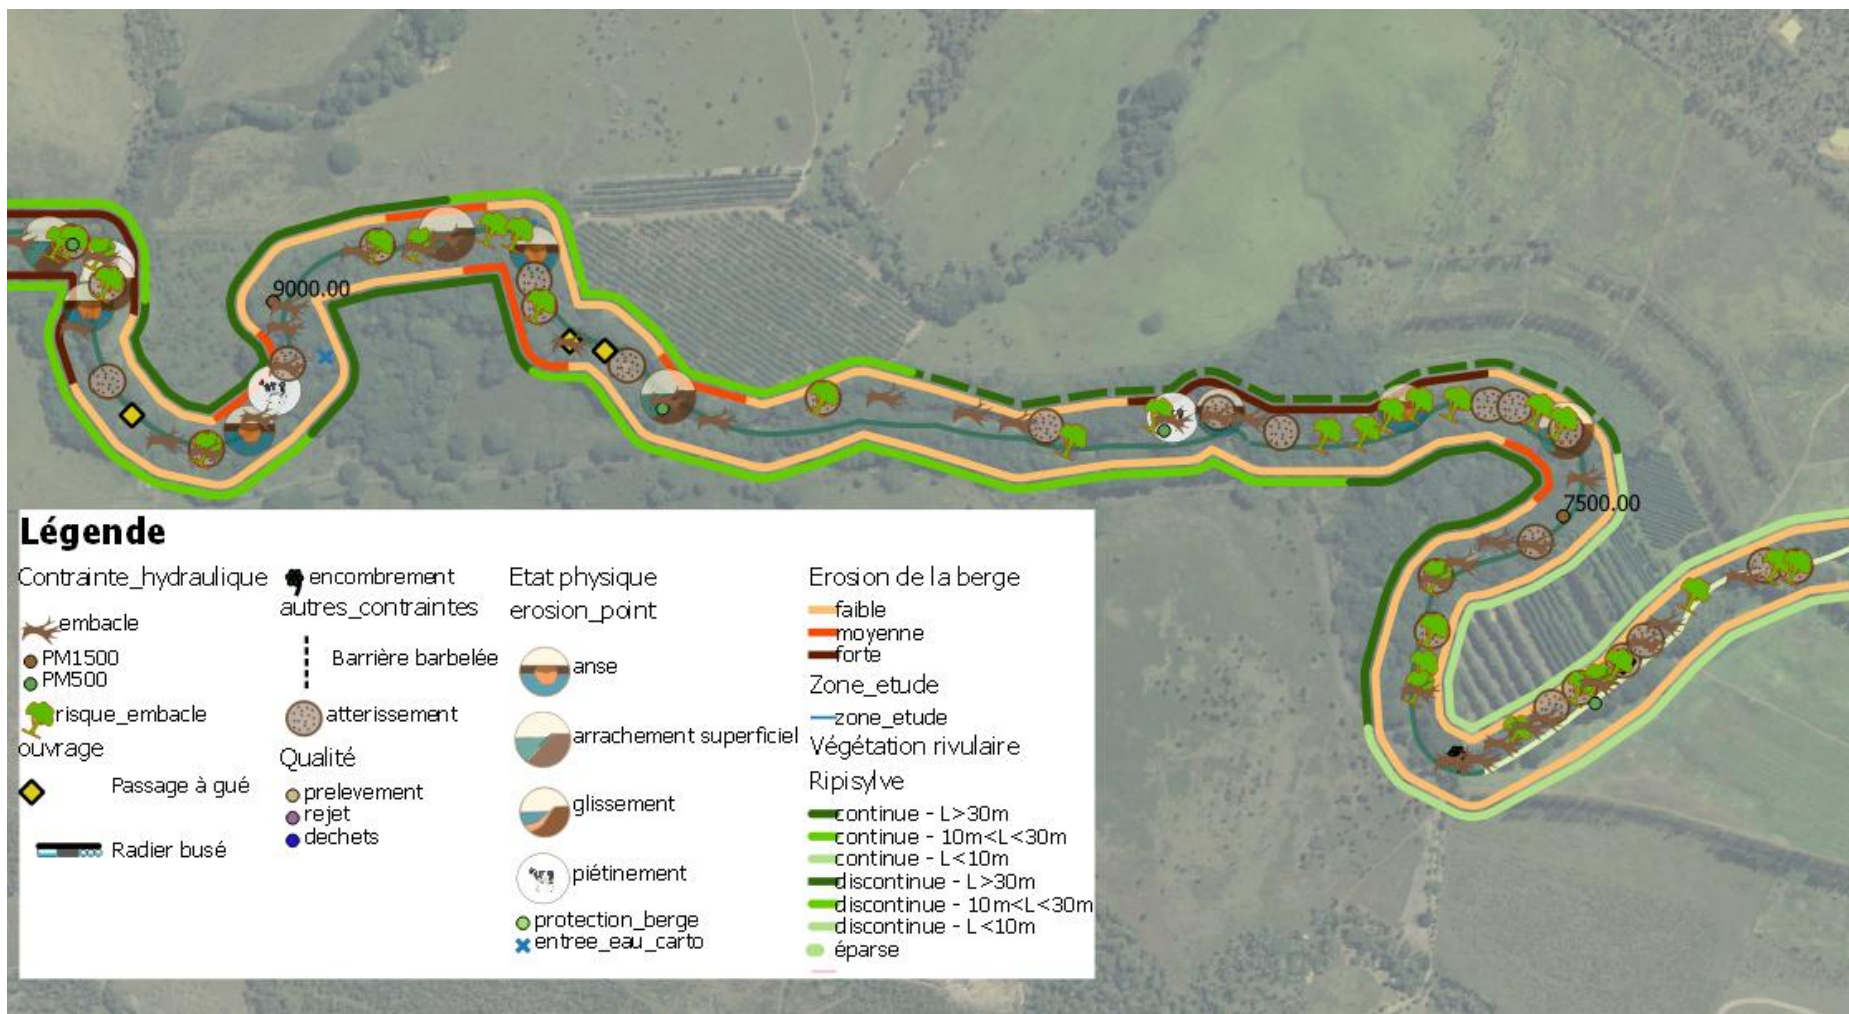 9000.00
7500.00
Légende
Contrainte_hydraulique
embacle
PM1500
PM500
risque_embacle
ouvrage
Passage à gué
Radier busé
encombrement
autres_contraintes
Barrière barbelée
atterissement
Qualité
prelevement
rejet
dechets
Etat physique
erosion_point
anse
arrachement superficiel
glissement
piétinement
protection_berge
entree_eau_carto
Erosion de la berge
faible
moyenne
forte
Zone_etude
zone_etude
Végétation rivulaire
Ripisylve
continue - L>30m
continue - 10m<L<30m
continue - L<10m
discontinue - L>30m
discontinue - 10m<L<30m
discontinue - L<10m
éparse